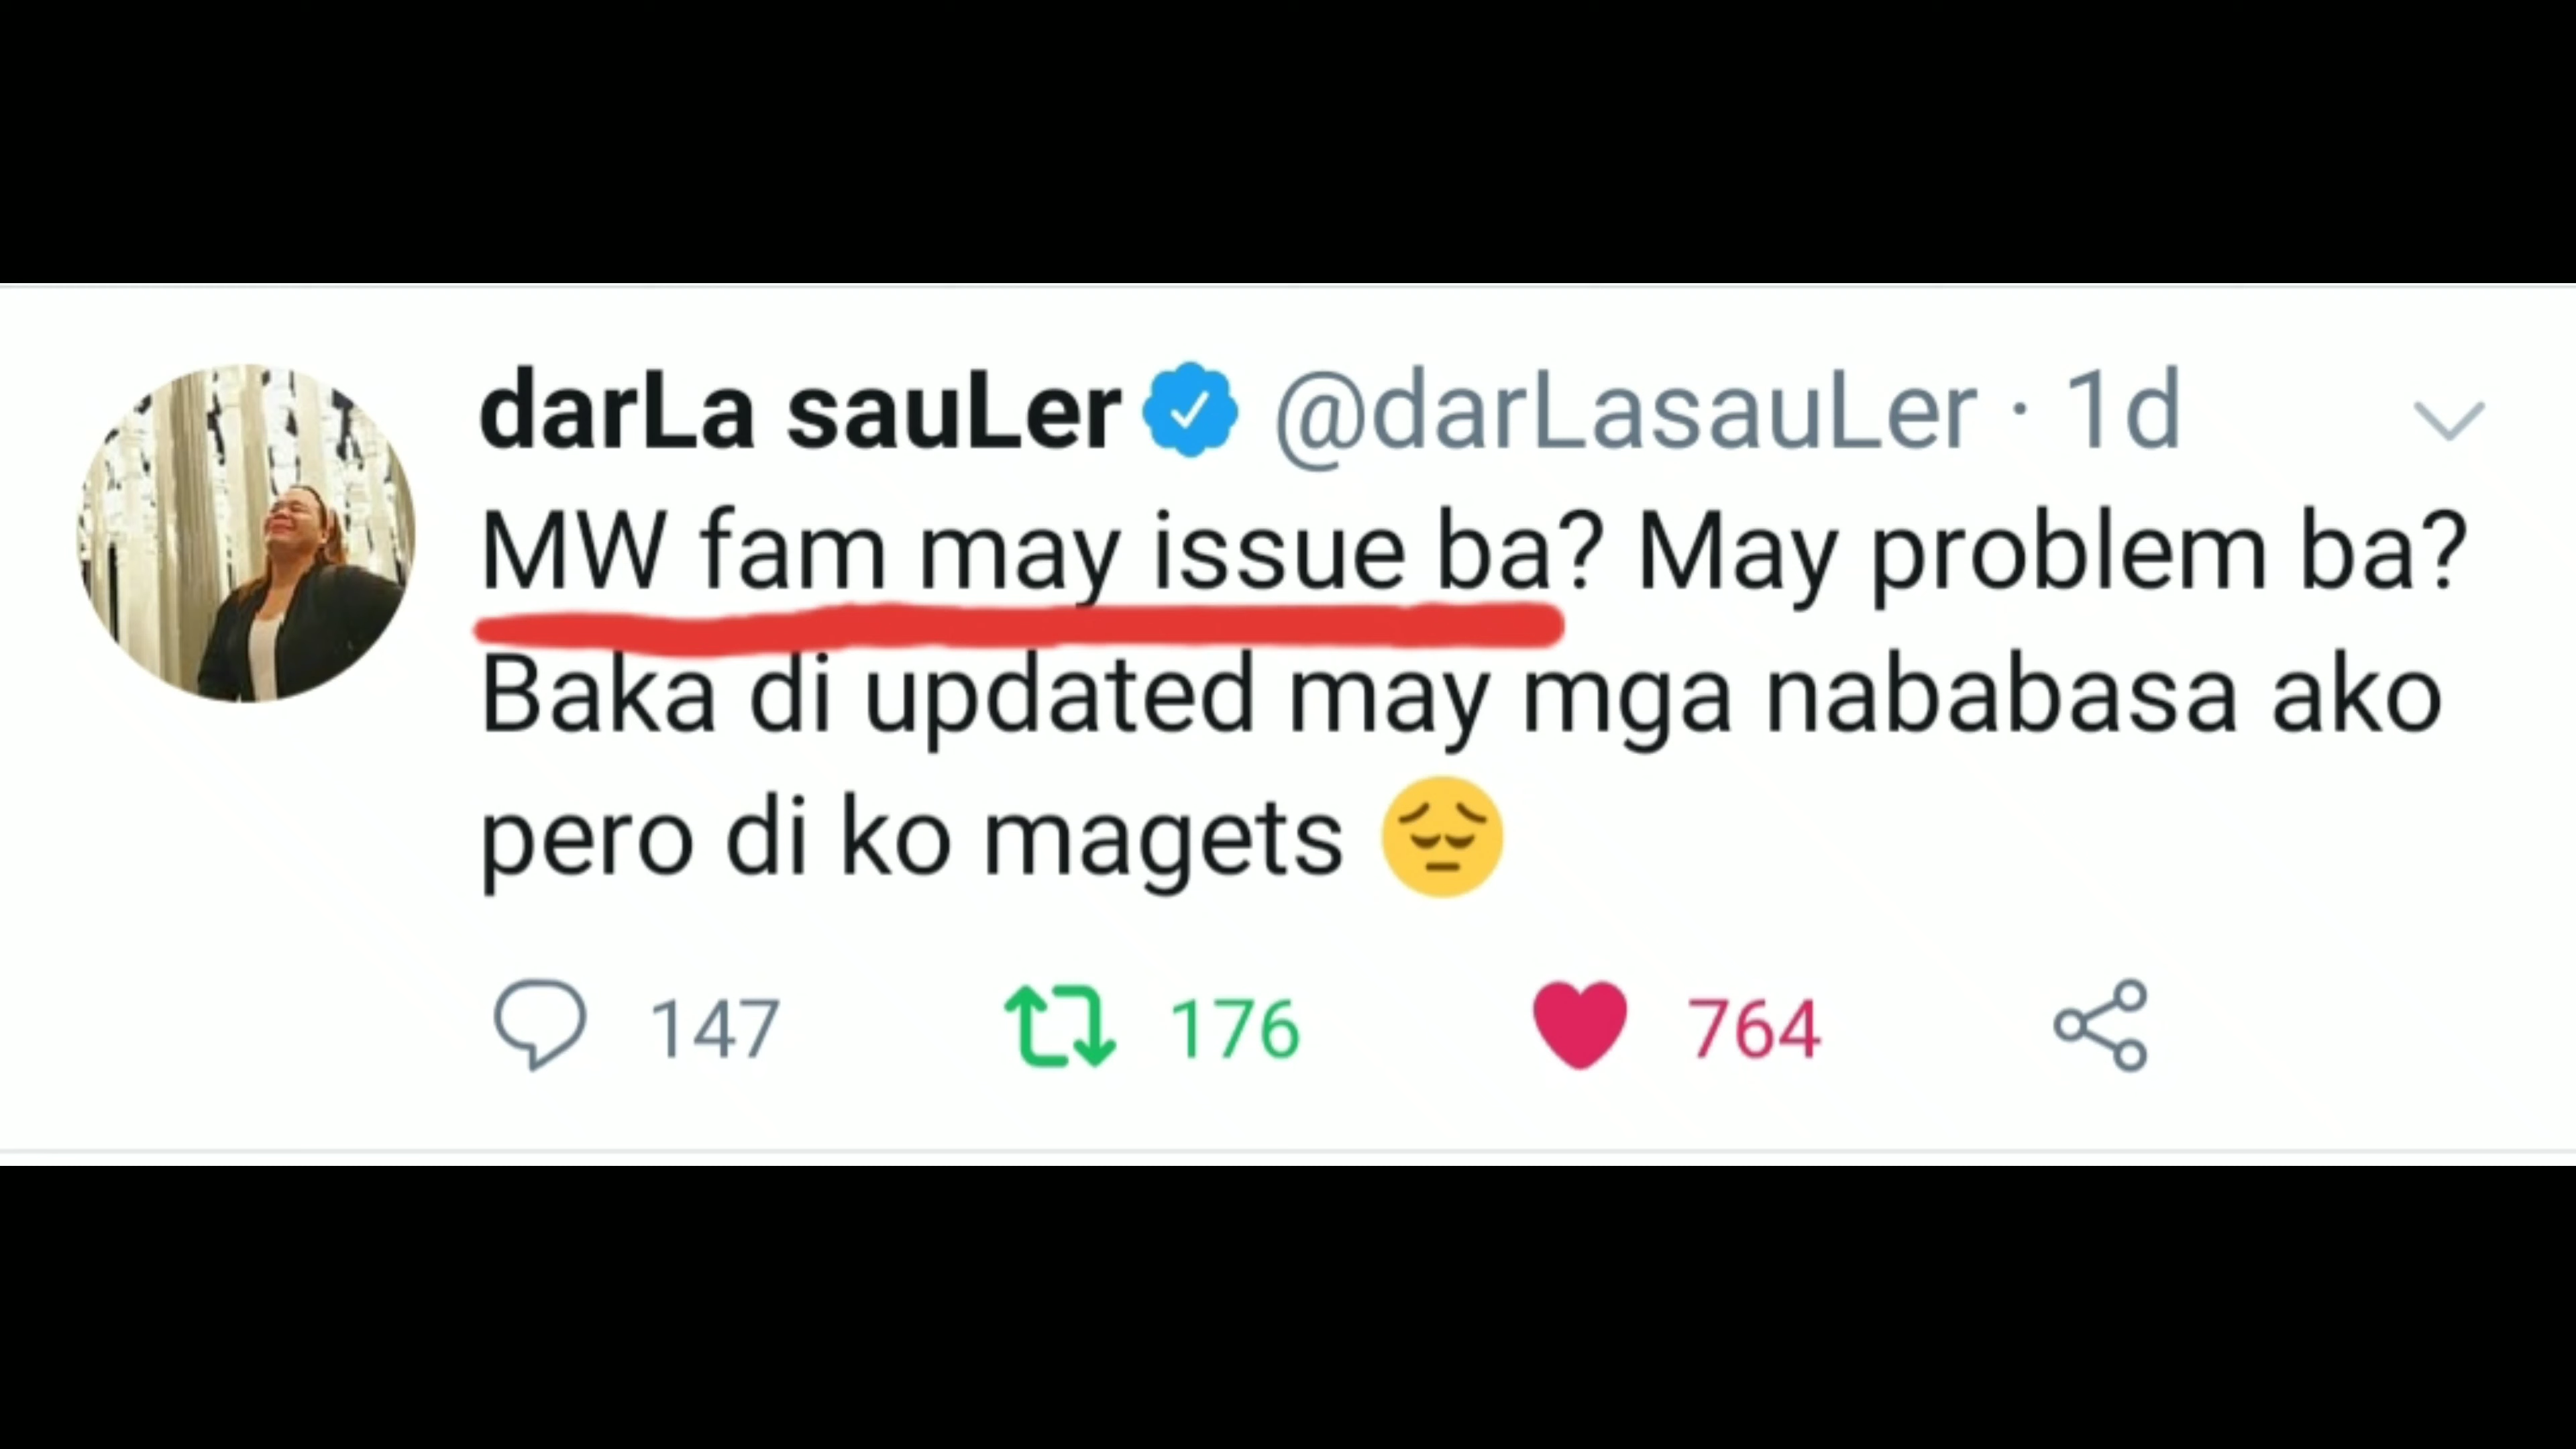 darLa sauLer @darLasauLer · 1d
MW fam may issue ba? May problem ba?
Baka di updated may mga nababasa ako
pero di ko magets 😔
147 176 764